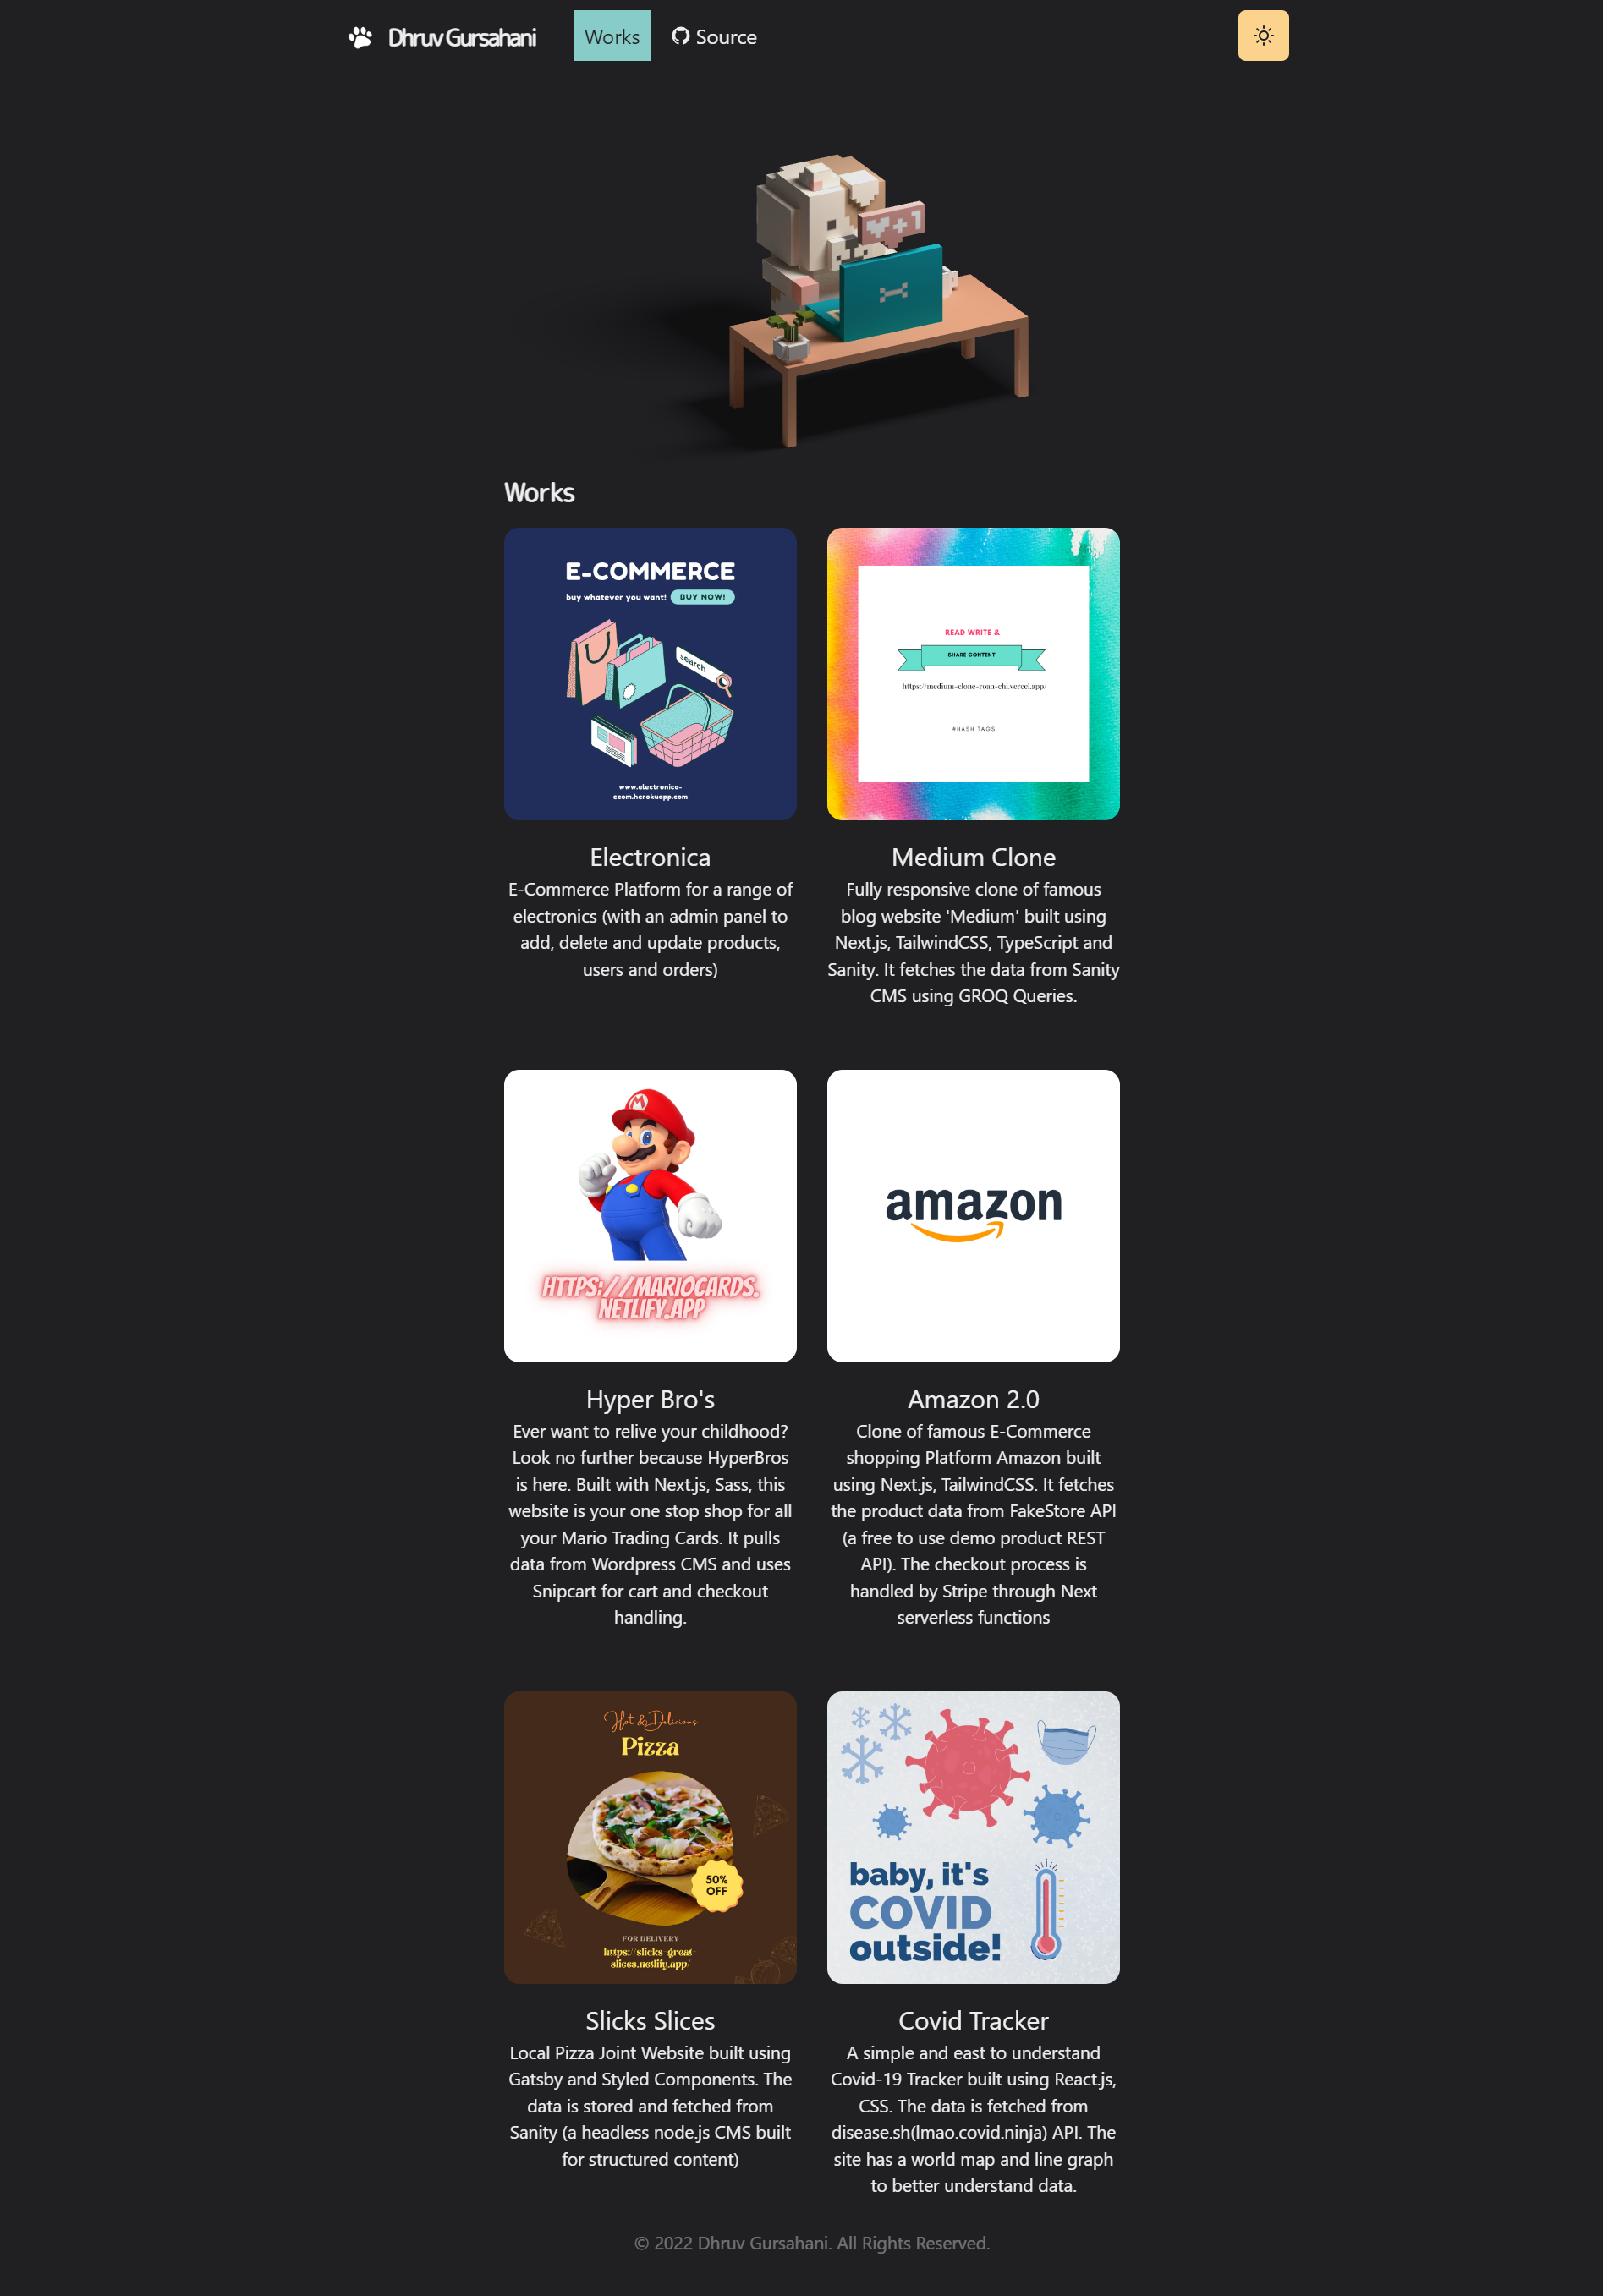 Dhruv Gursahani
Works
Source
+1
Works
E-COMMERCE
buy whatever you want! BUY NOW!
search
www.electronica-
ecom.herokuapp.com
READ WRITE &
SHARE CONTENT
https://medium-clone-roan-chi.vercel.app/
#HASH TAGS
Electronica
E-Commerce Platform for a range of
electronics (with an admin panel to
add, delete and update products,
users and orders)
Medium Clone
Fully responsive clone of famous
blog website 'Medium' built using
Next.js, TailwindCSS, TypeScript and
Sanity. It fetches the data from Sanity
CMS using GROQ Queries.
M
HTTPS://MARIOCARDS.
NETLIFY.APP
amazon
Hyper Bro's
Ever want to relive your childhood?
Look no further because HyperBros
is here. Built with Next.js, Sass, this
website is your one stop shop for all
your Mario Trading Cards. It pulls
data from Wordpress CMS and uses
Snipcart for cart and checkout
handling.
Amazon 2.0
Clone of famous E-Commerce
shopping Platform Amazon built
using Next.js, TailwindCSS. It fetches
the product data from FakeStore API
(a free to use demo product REST
API). The checkout process is
handled by Stripe through Next
serverless functions
Hot & Delicious
Pizza
50%
OFF
FOR DELIVERY
https://slicks-great-
slices.netlify.app/
baby, it's
COVID
outside!
Slicks Slices
Local Pizza Joint Website built using
Gatsby and Styled Components. The
data is stored and fetched from
Sanity (a headless node.js CMS built
for structured content)
Covid Tracker
A simple and east to understand
Covid-19 Tracker built using React.js,
CSS. The data is fetched from
disease.sh(lmao.covid.ninja) API. The
site has a world map and line graph
to better understand data.
© 2022 Dhruv Gursahani. All Rights Reserved.